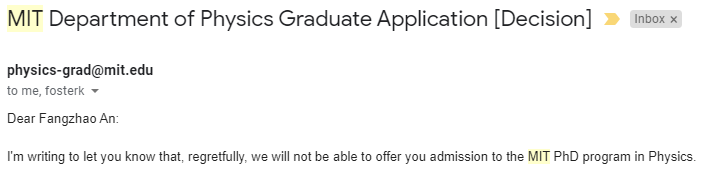 MIT Department of Physics Graduate Application [Decision] Inbox ×
physics-grad@mit.edu
to me, fosterk
Dear Fangzhao An:
I'm writing to let you know that, regretfully, we will not be able to offer you admission to the MIT PhD program in Physics.